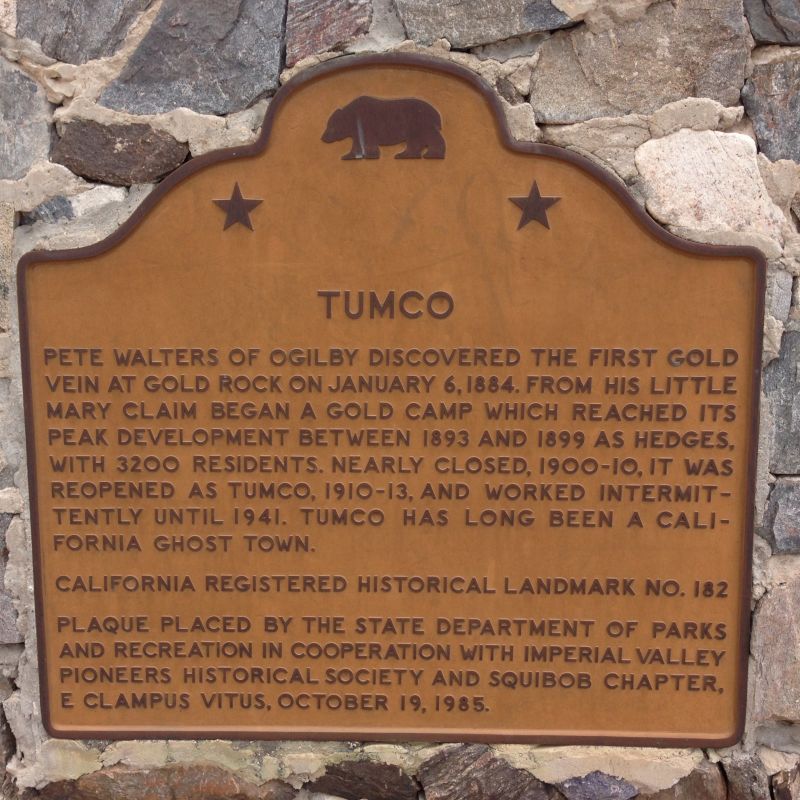 TUMCO
PETE WALTERS OF OGILBY DISCOVERED THE FIRST GOLD
VEIN AT GOLD ROCK ON JANUARY 6, 1884. FROM HIS LITTLE
MARY CLAIM BEGAN A GOLD CAMP WHICH REACHED ITS
PEAK DEVELOPMENT BETWEEN 1893 AND 1899 AS HEDGES,
WITH 3200 RESIDENTS. NEARLY CLOSED, 1900-10, IT WAS
REOPENED AS TUMCO, 1910-13, AND WORKED INTERMIT-
TENTLY UNTIL 1941. TUMCO HAS LONG BEEN A CALI-
FORNIA GHOST TOWN.
CALIFORNIA REGISTERED HISTORICAL LANDMARK NO. 182
PLAQUE PLACED BY THE STATE DEPARTMENT OF PARKS
AND RECREATION IN COOPERATION WITH IMPERIAL VALLEY
PIONEERS HISTORICAL SOCIETY AND SQUIBOB CHAPTER,
E CLAMPUS VITUS, OCTOBER 19, 1985.